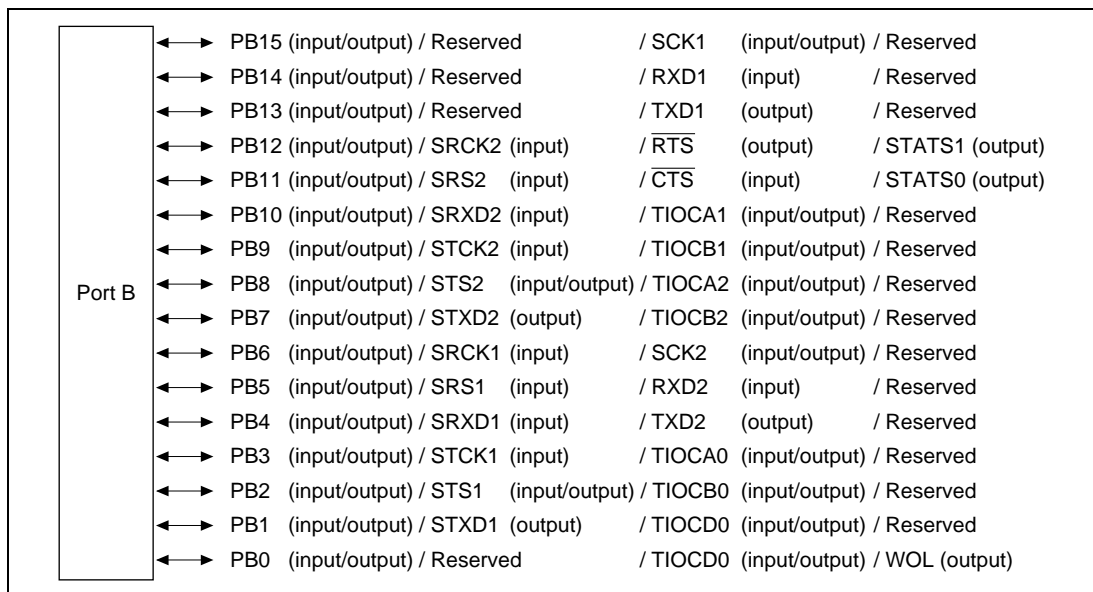 PB15 (input/output) / Reserved / SCK1 (input/output) / Reserved
PB14 (input/output) / Reserved / RXD1 (input) / Reserved
PB13 (input/output) / Reserved / TXD1 (output) / Reserved
PB12 (input/output) / SRCK2 (input) / R̅T̅S̅ (output) / STATS1 (output)
PB11 (input/output) / SRS2 (input) / C̅T̅S̅ (input) / STATS0 (output)
PB10 (input/output) / SRXD2 (input) / TIOCA1 (input/output) / Reserved
PB9 (input/output) / STCK2 (input) / TIOCB1 (input/output) / Reserved
Port B
PB8 (input/output) / STS2 (input/output) / TIOCA2 (input/output) / Reserved
PB7 (input/output) / STXD2 (output) / TIOCB2 (input/output) / Reserved
PB6 (input/output) / SRCK1 (input) / SCK2 (input/output) / Reserved
PB5 (input/output) / SRS1 (input) / RXD2 (input) / Reserved
PB4 (input/output) / SRXD1 (input) / TXD2 (output) / Reserved
PB3 (input/output) / STCK1 (input) / TIOCA0 (input/output) / Reserved
PB2 (input/output) / STS1 (input/output) / TIOCB0 (input/output) / Reserved
PB1 (input/output) / STXD1 (output) / TIOCD0 (input/output) / Reserved
PB0 (input/output) / Reserved / TIOCD0 (input/output) / WOL (output)